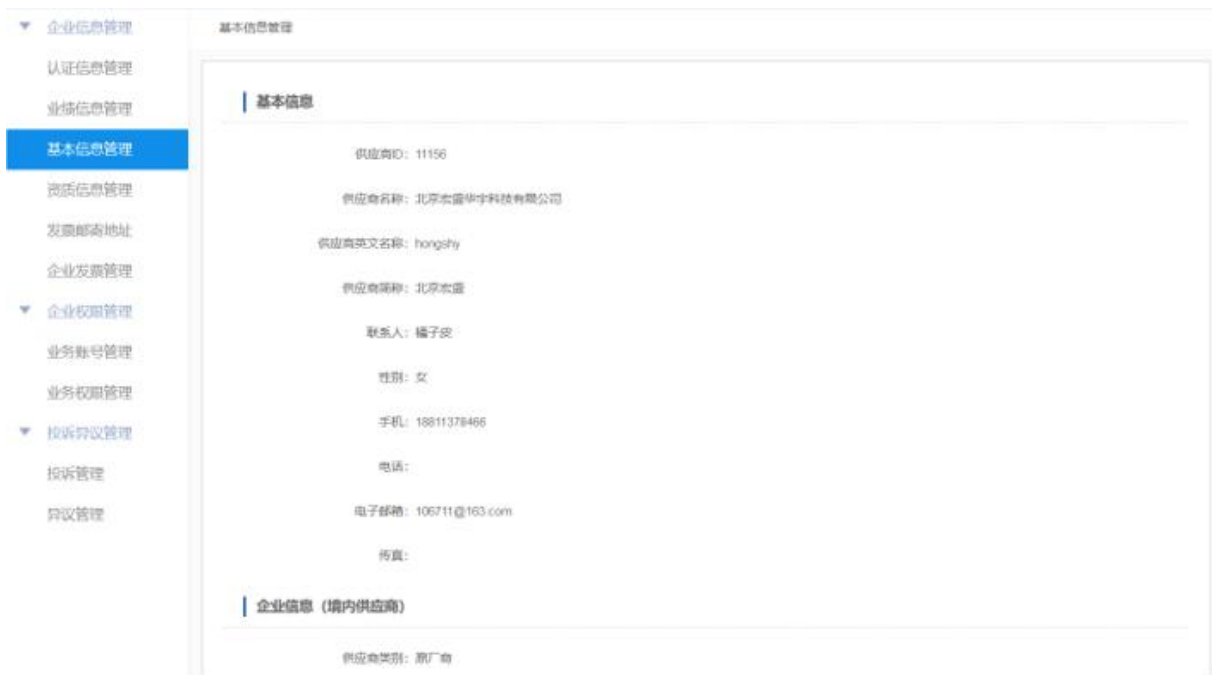 企业信息管理
认证信息管理
业绩信息管理
基本信息管理
资质信息管理
发票邮寄地址
企业发票管理
企业权限管理
业务账号管理
业务权限管理
投诉异议管理
投诉管理
异议管理
基本信息管理
基本信息
供应商ID: 11156
供应商名称: 北京宏盛华宇科技有限公司
供应商英文名称: hongshy
供应商简称: 北京宏盛
联系人: 橘子皮
性别: 女
手机: 18811378466
电话:
电子邮箱: 106711@163.com
传真:
企业信息（境内供应商）
供应商类别: 原厂商